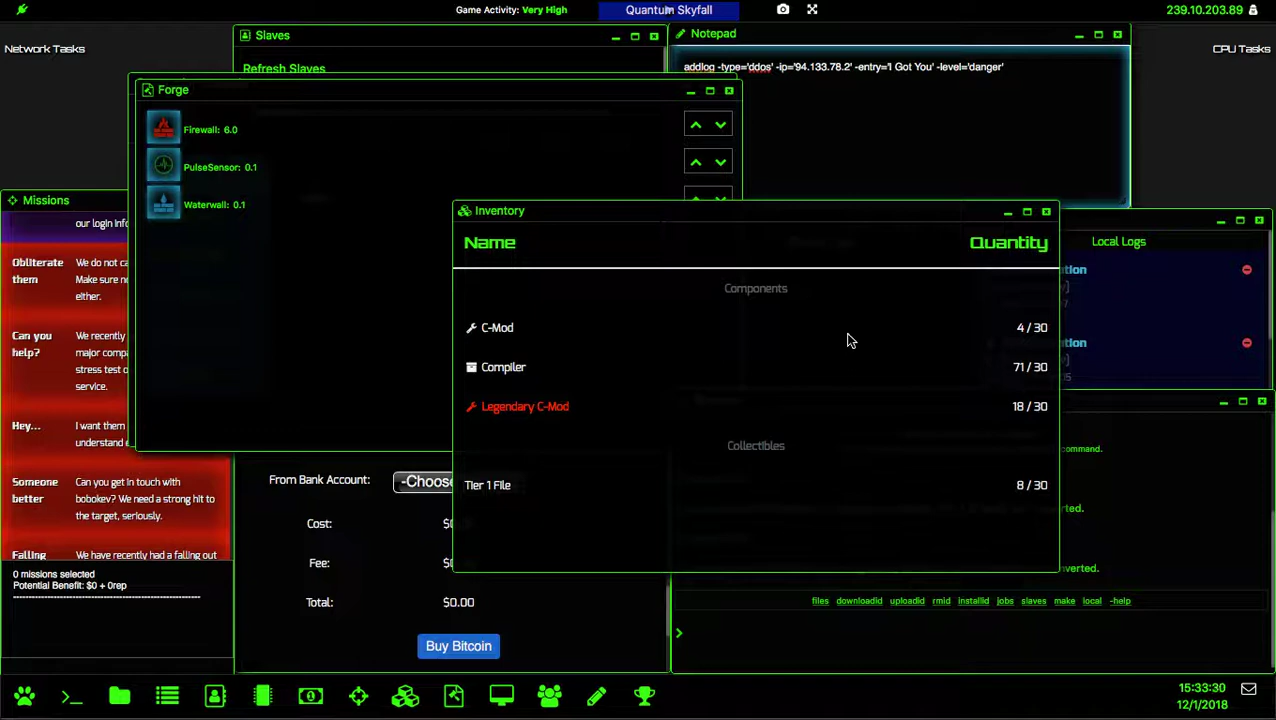 Game Activity: Very High
Quantum Skyfall
239.10.203.89
Network Tasks
CPU Tasks
Slaves
Refresh Slaves
Notepad
addlog -type='ddos' -ip='94.133.78.2' -entry='I Got You' -level='danger'
Forge
Firewall: 6.0
PulseSensor: 0.1
Waterwall: 0.1
Missions
our login info
Obliterate them
We do not ca
Make sure n
either.
Can you help?
We recently
major compa
stress test o
service.
Hey...
I want them
understand
Someone better
Can you get in touch with
bobokev? We need a strong hit to
the target, seriously.
Falling
We have recently had a falling out
0 missions selected
Potential Benefit: $0 + 0rep
Inventory
Name
Quantity
Components
C-Mod
4 / 30
Compiler
71 / 30
Legendary C-Mod
18 / 30
Collectibles
Tier 1 File
8 / 30
Local Logs
ution
ution
command.
rted.
nverted.
From Bank Account:
-Choose
Cost:
$0
Fee:
$0
Total:
$0.00
Buy Bitcoin
files downloadid uploadid rmid installid jobs slaves make local -help
>
15:33:30
12/1/2018